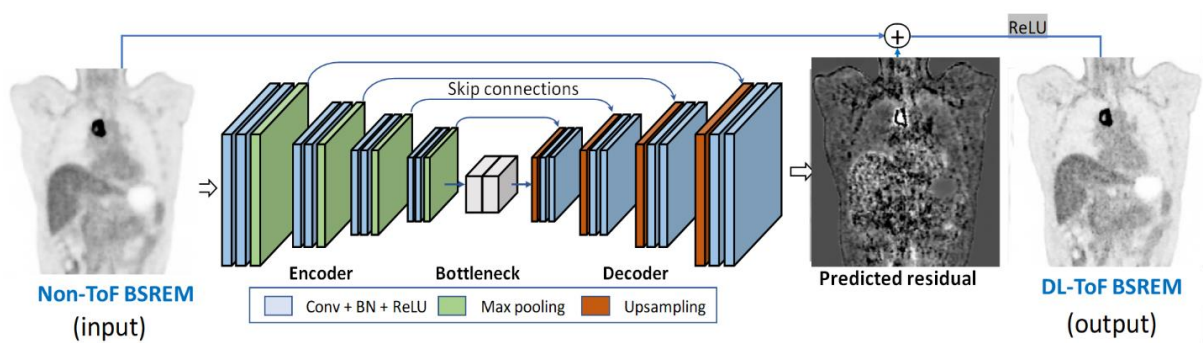 +
ReLU
Skip connections
Encoder
Bottleneck
Decoder
Predicted residual
Non-ToF BSREM
(input)
DL-ToF BSREM
(output)
Conv + BN + ReLU
Max pooling
Upsampling